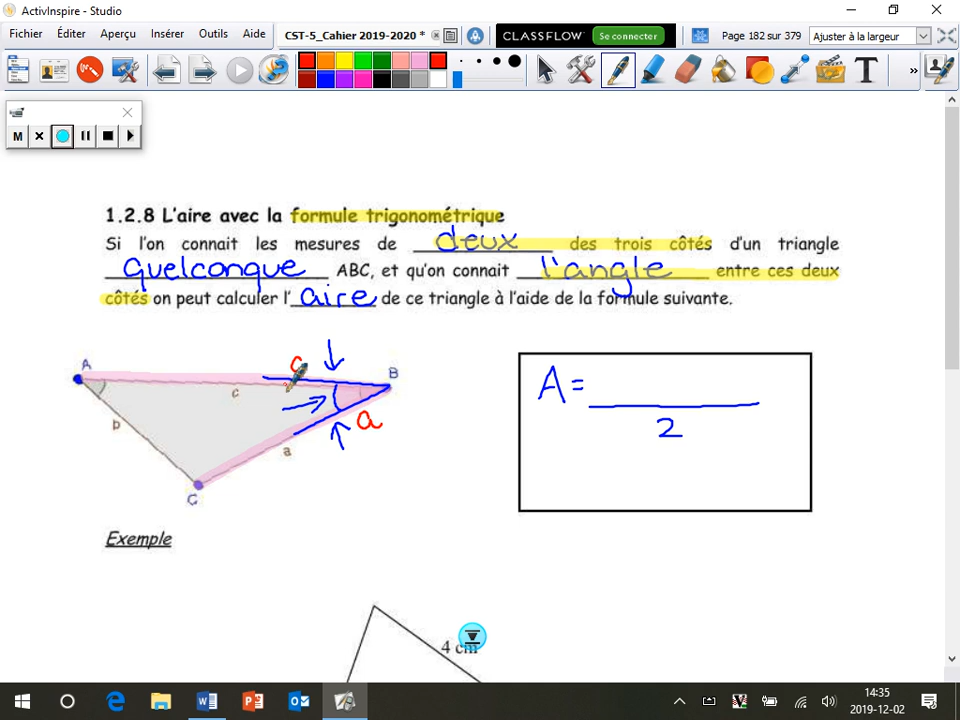 ActivInspire - Studio
Fichier Éditer Aperçu Insérer Outils Aide CST-5_Cahier 2019-2020 * CLASSFLOW Se connecter Page 182 sur 379 Ajuster à la largeur
T »
M
1.2.8 L'aire avec la formule trigonométrique
Si l'on connait les mesures de deux des trois côtés d'un triangle
quelconque ABC, et qu'on connait l'angle entre ces deux
côtés on peut calculer l'aire de ce triangle à l'aide de la formule suivante.
A c B
c
b a
a
C
A = 
2
Exemple
4 cm
14:35
2019-12-02